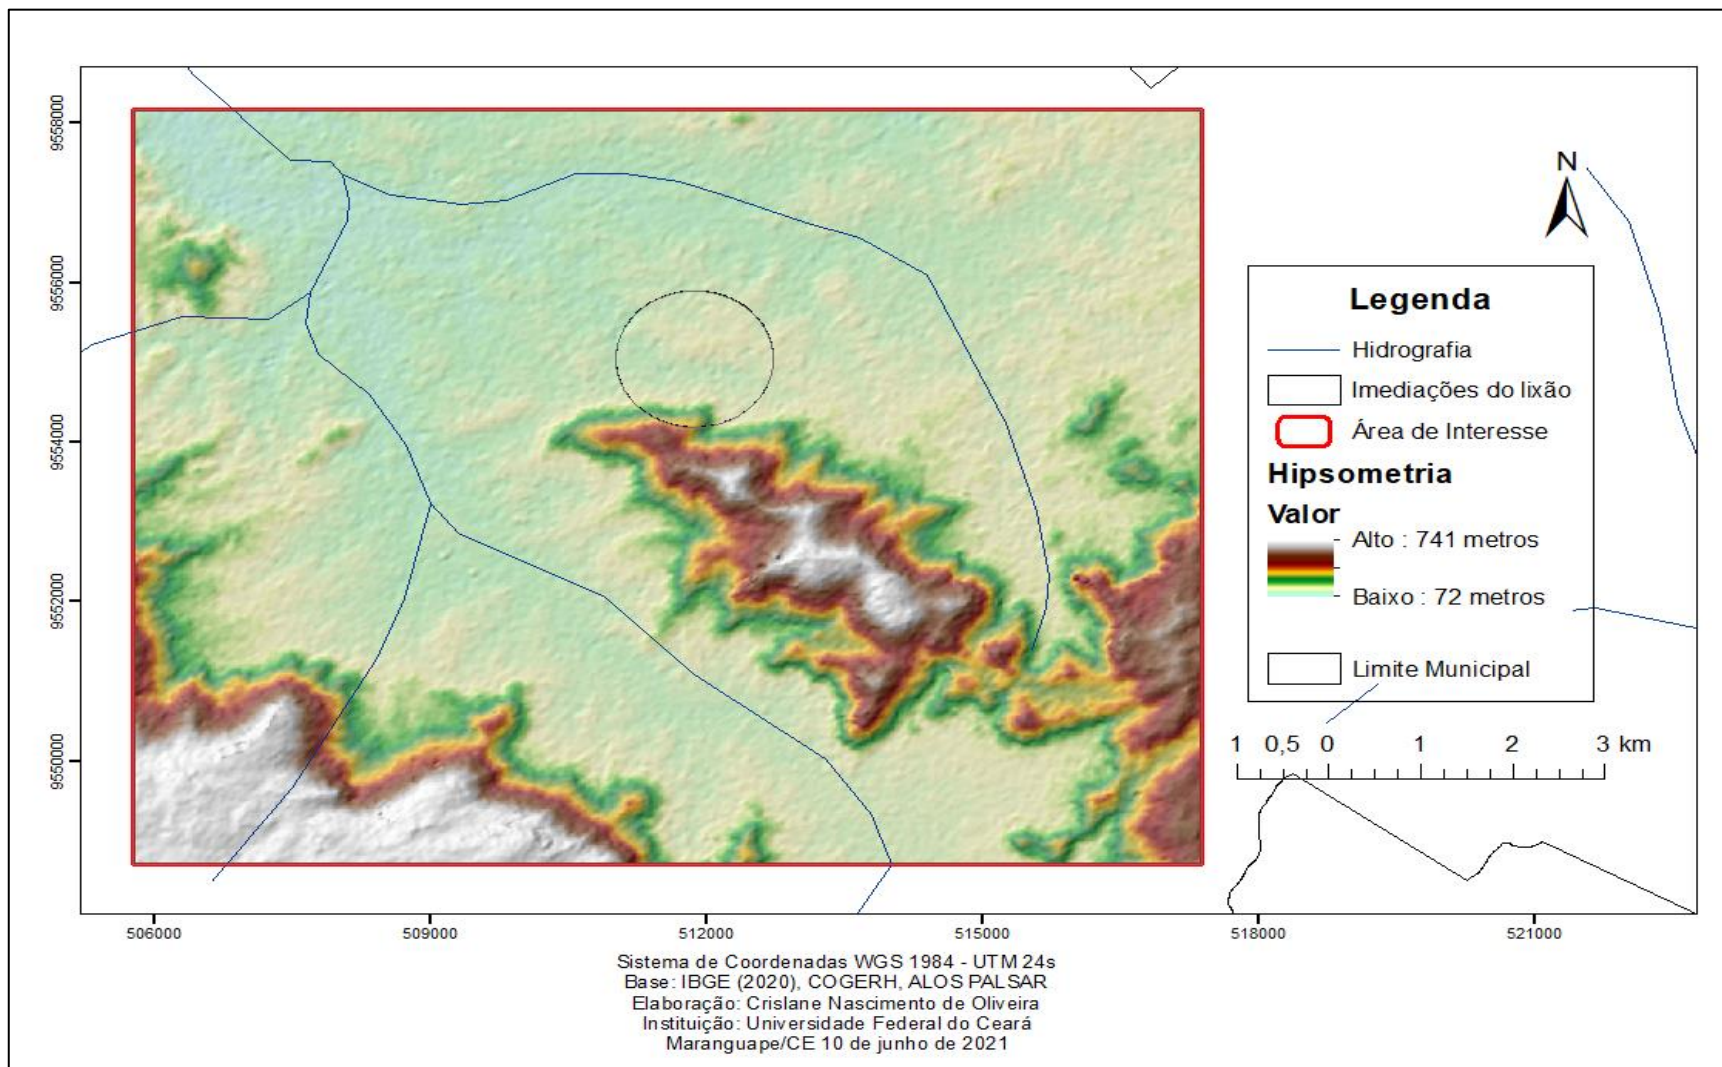 9558000
9556000
9554000
9552000
9550000
506000
509000
512000
515000
518000
521000
N
Legenda
Hidrografia
Imediações do lixão
Área de Interesse
Hipsometria
Valor
Alto : 741 metros
Baixo : 72 metros
Limite Municipal
1 0,5 0 1 2 3 km
Sistema de Coordenadas WGS 1984 - UTM 24s
Base: IBGE (2020), COGERH, ALOS PALSAR
Elaboração: Crislane Nascimento de Oliveira
Instituição: Universidade Federal do Ceará
Maranguape/CE 10 de junho de 2021